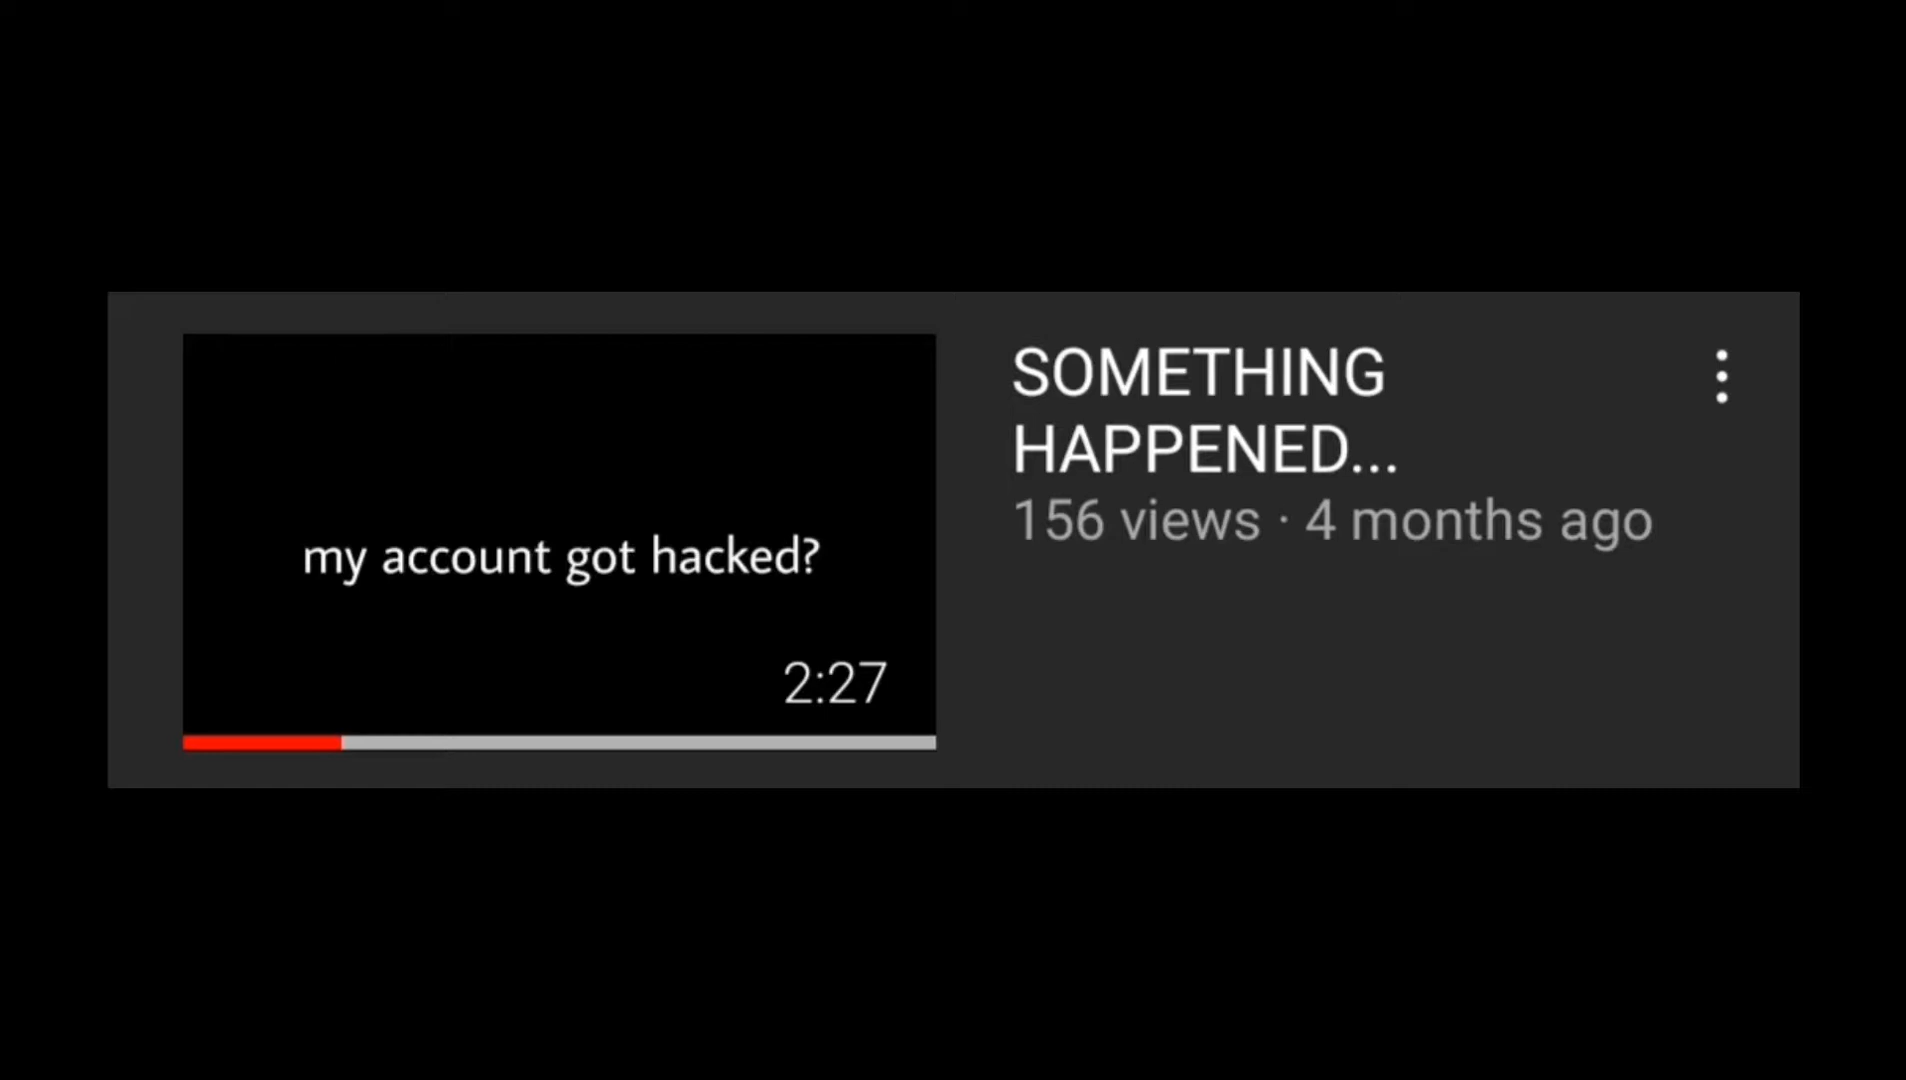 my account got hacked?
2:27
SOMETHING
HAPPENED...
156 views · 4 months ago